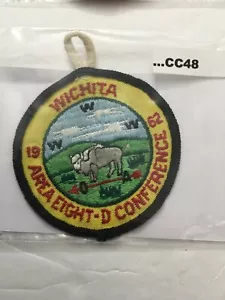 ...CC48
WICHITA
W
W W
W
19 62
O A
AREA EIGHT-D CONFERENCE